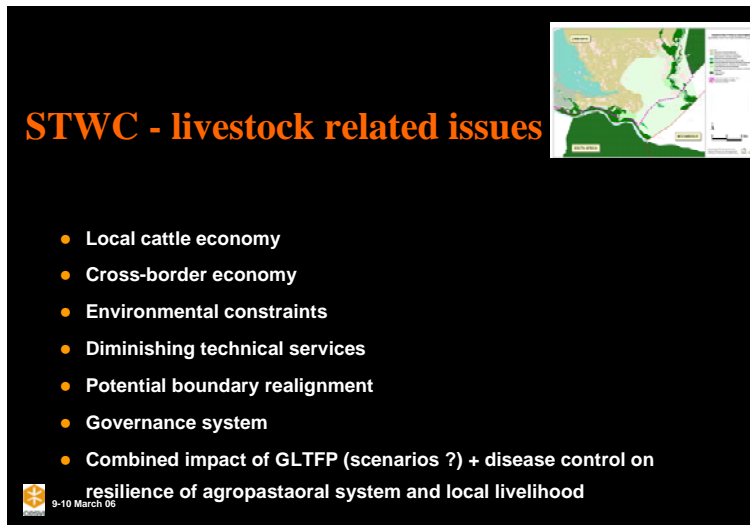 STWC - livestock related issues
Local cattle economy
Cross-border economy
Environmental constraints
Diminishing technical services
Potential boundary realignment
Governance system
Combined impact of GLTFP (scenarios ?) + disease control on
resilience of agropastaoral system and local livelihood
9-10 March 06